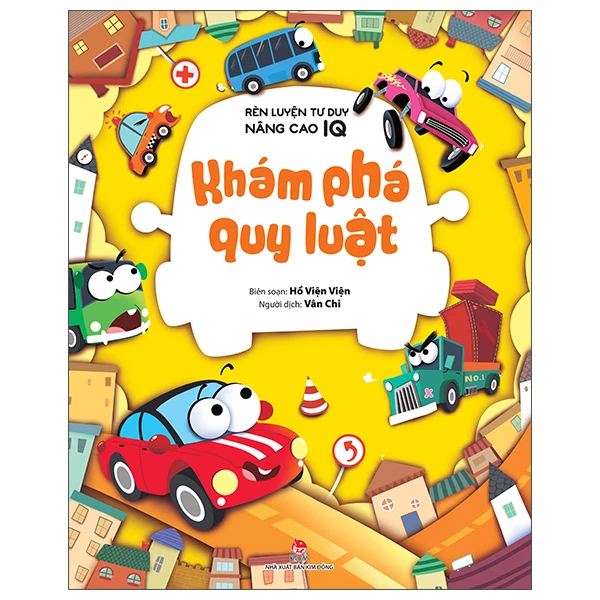 RÈN LUYỆN TƯ DUY
NÂNG CAO IQ
Khám phá
quy luật
Biên soạn: Hồ Viện Viện
Người dịch: Vân Chi
No.1
X
NHÀ XUẤT BẢN KIM ĐỒNG